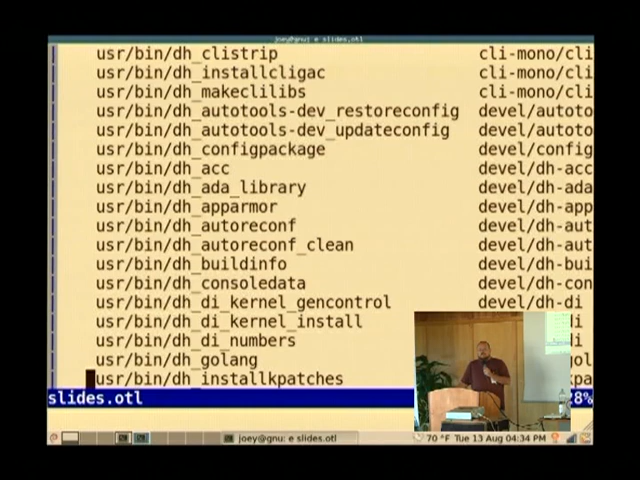 joey@gnu: e slides.otl
usr/bin/dh_clistrip cli-mono/cli
usr/bin/dh_installcligac cli-mono/cli
usr/bin/dh_makeclilibs cli-mono/cli
usr/bin/dh_autotools-dev_restoreconfig devel/autoto
usr/bin/dh_autotools-dev_updateconfig devel/autoto
usr/bin/dh_configpackage devel/config
usr/bin/dh_acc devel/dh-acc
usr/bin/dh_ada_library devel/dh-ada
usr/bin/dh_apparmor devel/dh-app
usr/bin/dh_autoreconf devel/dh-aut
usr/bin/dh_autoreconf_clean devel/dh-aut
usr/bin/dh_buildinfo devel/dh-bui
usr/bin/dh_consoledata devel/dh-con
usr/bin/dh_di_kernel_gencontrol devel/dh-di
usr/bin/dh_di_kernel_install di
usr/bin/dh_di_numbers di
usr/bin/dh_golang gol
usr/bin/dh_installkpatches kpa
slides.otl 28%
joey@gnu: e slides.otl 70 °F Tue 13 Aug 04:34 PM